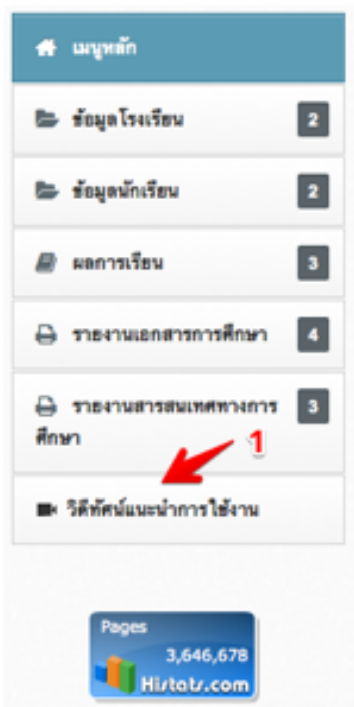 เมนูหลัก
ข้อมูลโรงเรียน 2
ข้อมูลนักเรียน 2
ผลการเรียน 3
รายงานเอกสารการศึกษา 4
รายงานสารสนเทศทางการ 3
ศึกษา
1
วิดีทัศน์แนะนำการใช้งาน
Pages
3,646,678
Histats.com